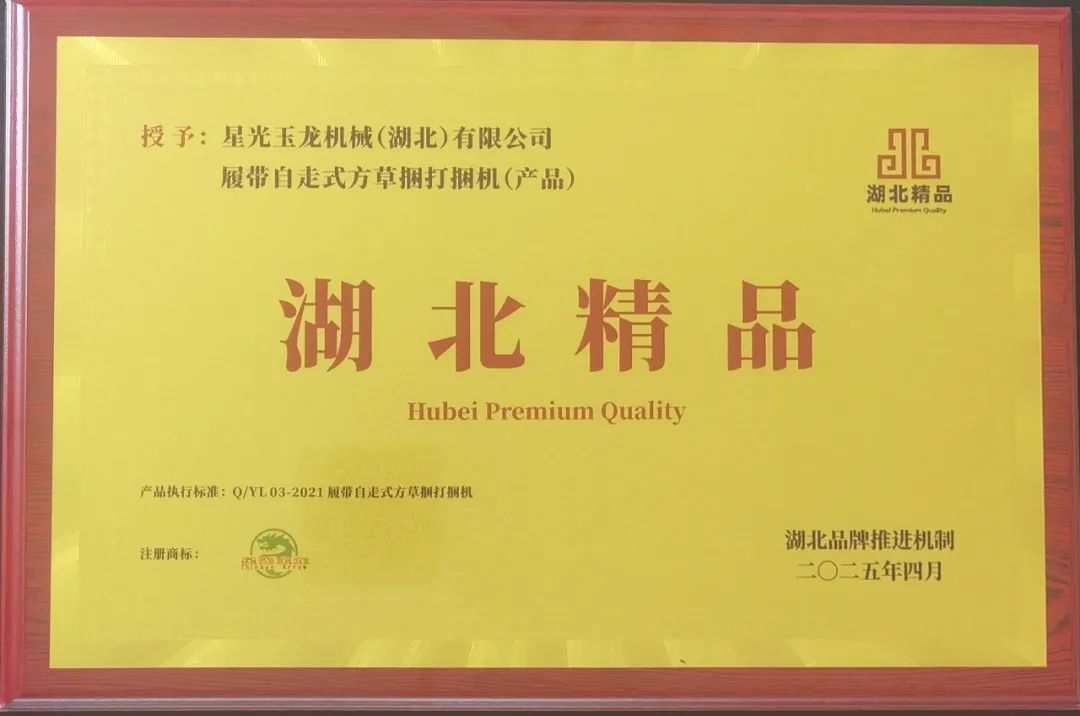 授予：星光玉龙机械（湖北）有限公司
履带自走式方草捆打捆机（产品）
湖北精品
Hubei Premium Quality
湖北精品
Hubei Premium Quality
产品执行标准：Q/YL 03-2021 履带自走式方草捆打捆机
注册商标：
湖北品牌推进机制
二〇二五年四月